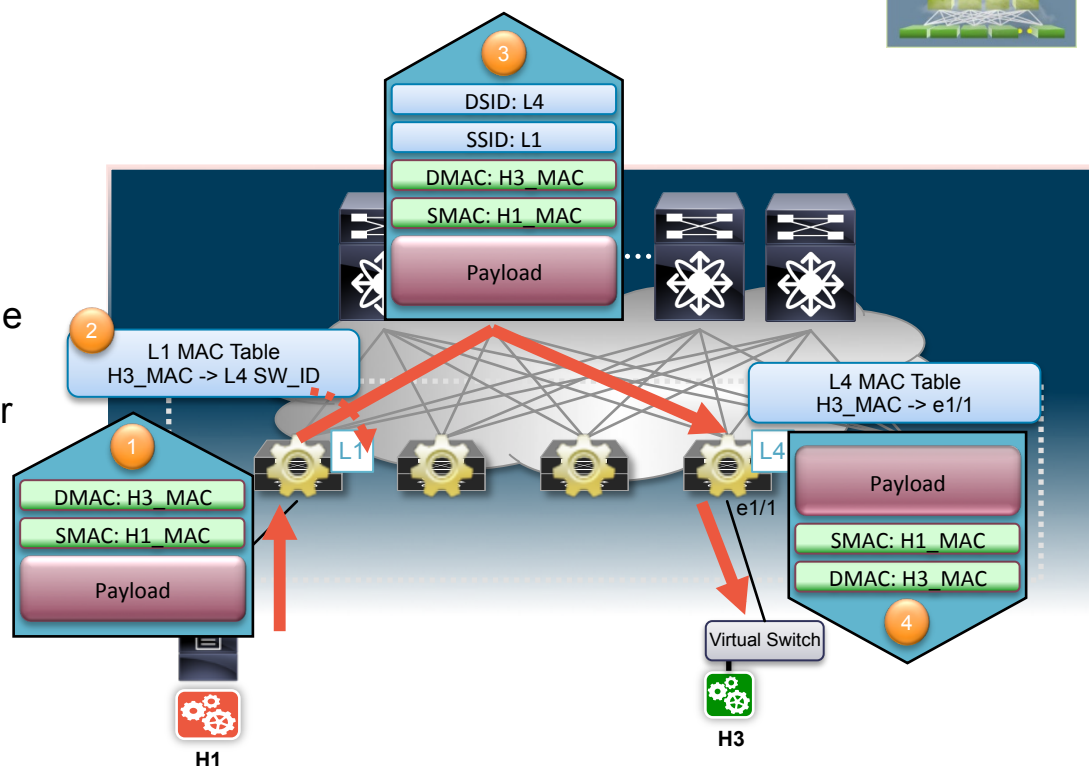 3
DSID: L4
SSID: L1
DMAC: H3_MAC
SMAC: H1_MAC
Payload
e
2
L1 MAC Table
H3_MAC -> L4 SW_ID
r
L4 MAC Table
H3_MAC -> e1/1
1
DMAC: H3_MAC
SMAC: H1_MAC
Payload
L1
L4
e1/1
Payload
SMAC: H1_MAC
DMAC: H3_MAC
4
Virtual Switch
H1
H3